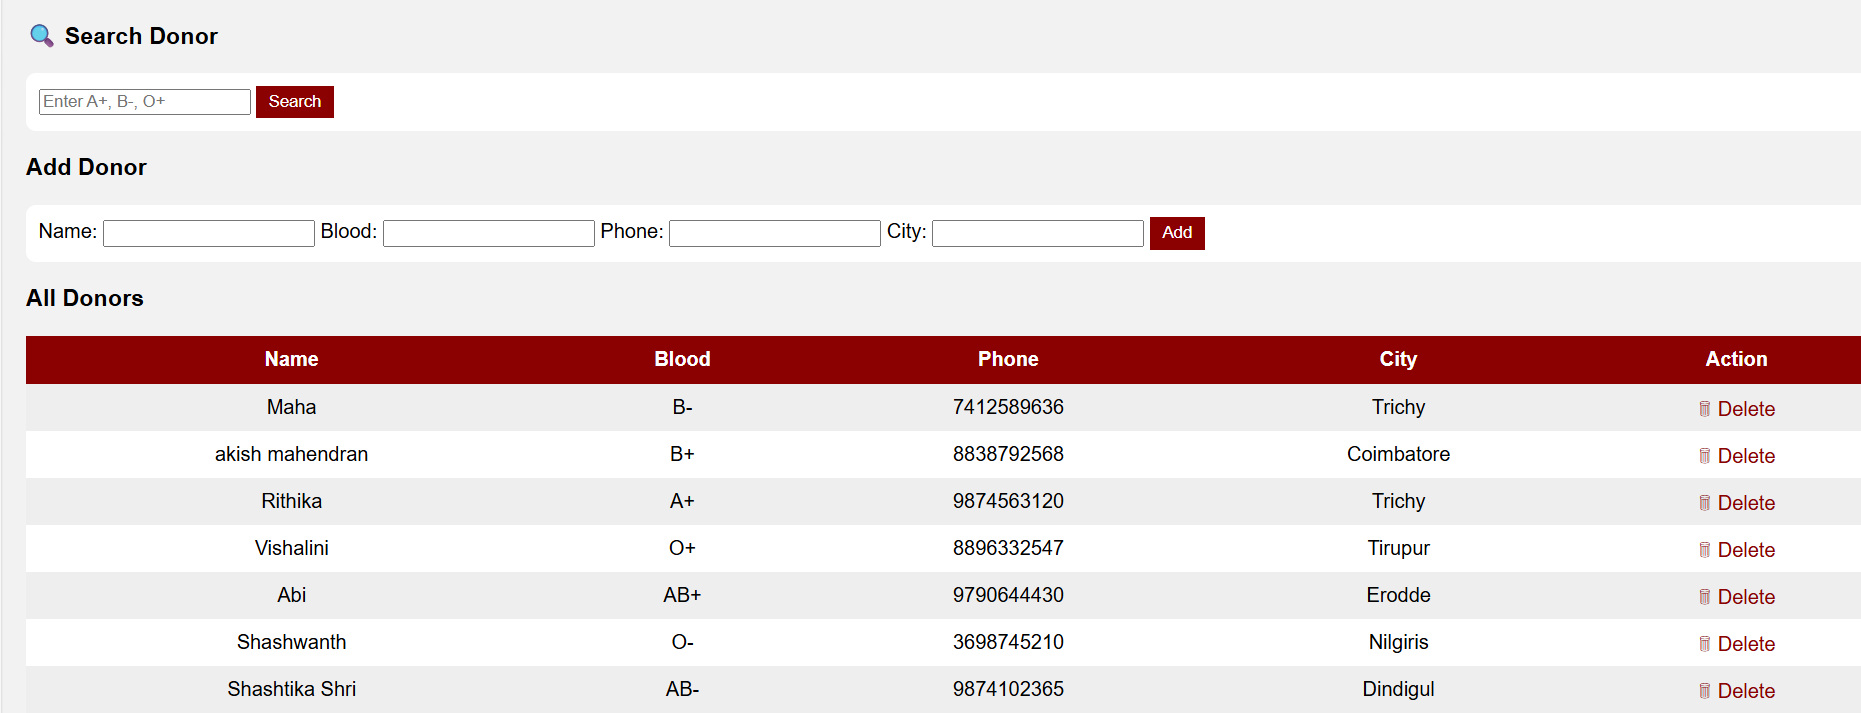 Search Donor
Enter A+, B-, O+ Search
Add Donor
Name: Blood: Phone: City: Add
All Donors
Name Blood Phone City Action
Maha B- 7412589636 Trichy Delete
akish mahendran B+ 8838792568 Coimbatore Delete
Rithika A+ 9874563120 Trichy Delete
Vishalini O+ 8896332547 Tirupur Delete
Abi AB+ 9790644430 Erodde Delete
Shashwanth O- 3698745210 Nilgiris Delete
Shashtika Shri AB- 9874102365 Dindigul Delete